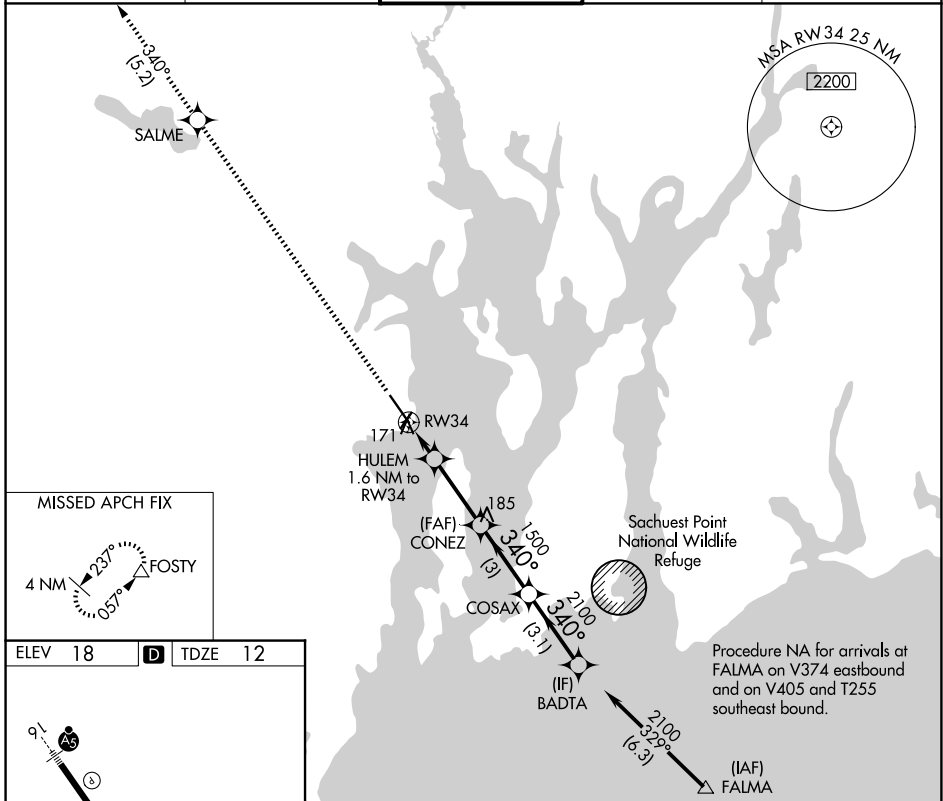 340°
(5.2)
SALME
MSA RW34 25 NM
2200
RW34
171
HULEM
1.6 NM to
RW34
185
(FAF)
CONEZ
1500
340°
(3)
COSAX
2100
340°
(3.1)
(IF)
BADTA
Sachuest Point
National Wildlife
Refuge
Procedure NA for arrivals at
FALMA on V374 eastbound
and on V405 and T255
southeast bound.
2100
329°
(6.3)
(IAF)
FALMA
MISSED APCH FIX
4 NM
237°
057°
FOSTY
ELEV 18 D TDZE 12
16
A5